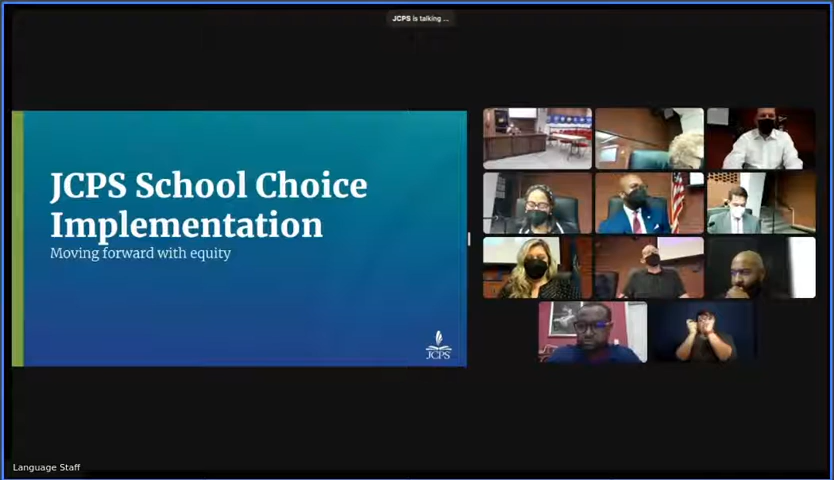 JCPS is talking ...
JCPS School Choice
Implementation
Moving forward with equity
JCPS
Language Staff